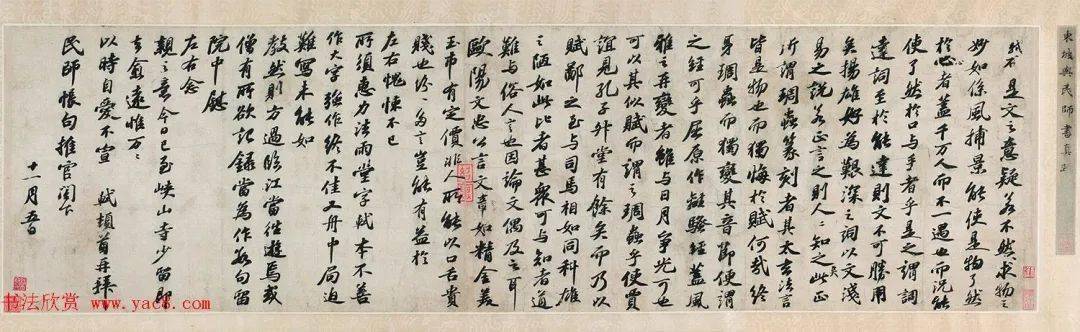 東坡與民師書真
是文之意疑若不然求物之
妙如係風捕景能使是物了然
於心者蓋千万人而不一遇也而況能
使了然於口與手者乎是之謂詞
達詞至於能達則文不可勝用
矣揚雄好為艱深之詞以文淺
易之說若正言之則人〻知之矣此正
所謂琱蟲篆刻者其太玄法言
皆是物也而獨悔於賦何哉終
身琱蟲而獨變其音節便謂
之經可乎屈原作離騷經蓋風
雅之再變者雖與日月爭光可也
可以其似賦而謂之琱蟲乎使賈
誼見孔子升堂有餘矣而乃以
賦鄙之至與司馬相如同科雄
之陋如此比者甚衆可與知者道
難與俗人言也因論文偶及之耳
歐陽文忠公言文章如精金美
玉市有定價非人所能以口舌貴
賤也紛〻多言豈能有益於
左右愧悚不已
所須惠力法雨堂字軾本不善
作大字強作終不佳又舟中局迫
難寫未能如
教然則方過臨江當往遊焉或
僧有所欲記録當為作數句留
院中慰
左右念
親之意今日已至峽山寺少留即
去愈遠惟万〻
以時自愛不宣 軾頓首再拜
民師帳句推官閣下
十一月五日
书法欣赏
www.yac8.com